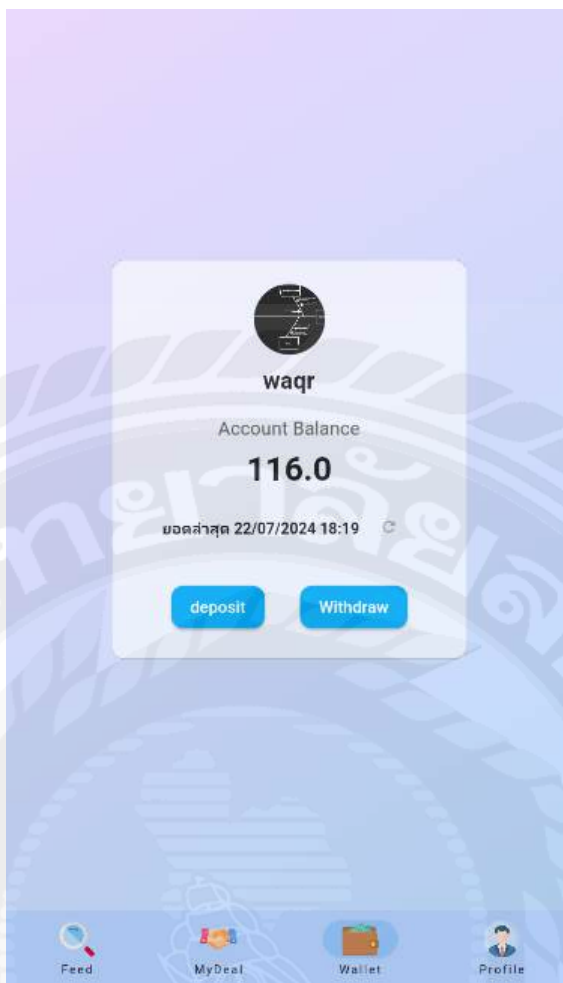 waqr
Account Balance
116.0
ยอดล่าสุด 22/07/2024 18:19
deposit
Withdraw
Feed
MyDeal
Wallet
Profile